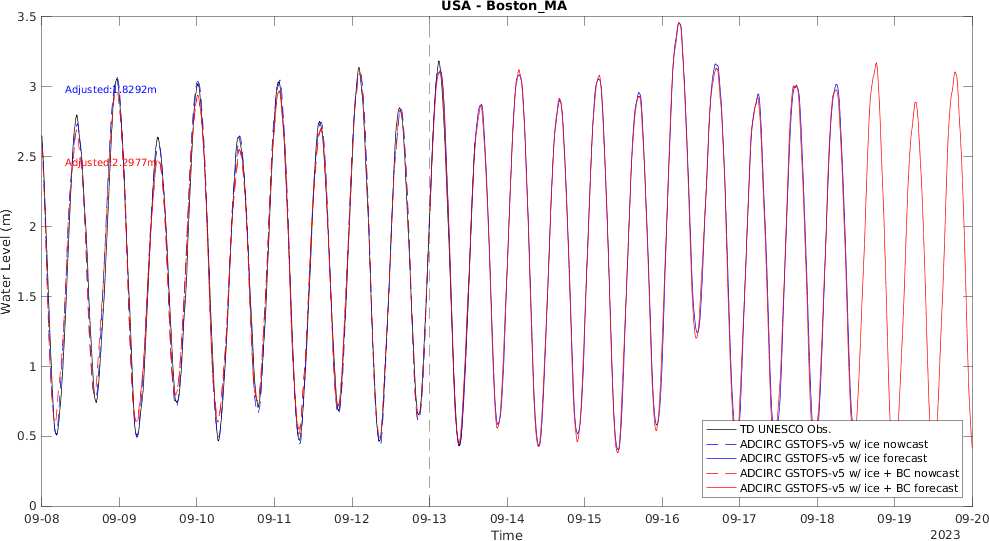 USA - Boston_MA
3.5
3
2.5
2
1.5
1
0.5
0
Water Level (m)
Adjusted:1.8292m
Adjusted:2.2977m
TD UNESCO Obs.
ADCIRC GSTOFS-v5 w/ ice nowcast
ADCIRC GSTOFS-v5 w/ ice forecast
ADCIRC GSTOFS-v5 w/ ice + BC nowcast
ADCIRC GSTOFS-v5 w/ ice + BC forecast
09-08 09-09 09-10 09-11 09-12 09-13 09-14 09-15 09-16 09-17 09-18 09-19 09-20
Time
2023